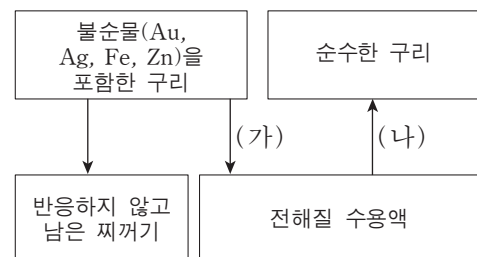 불순물(Au,
Ag, Fe, Zn)을
포함한 구리
순수한 구리
(가)
(나)
반응하지 않고
남은 찌꺼기
전해질 수용액